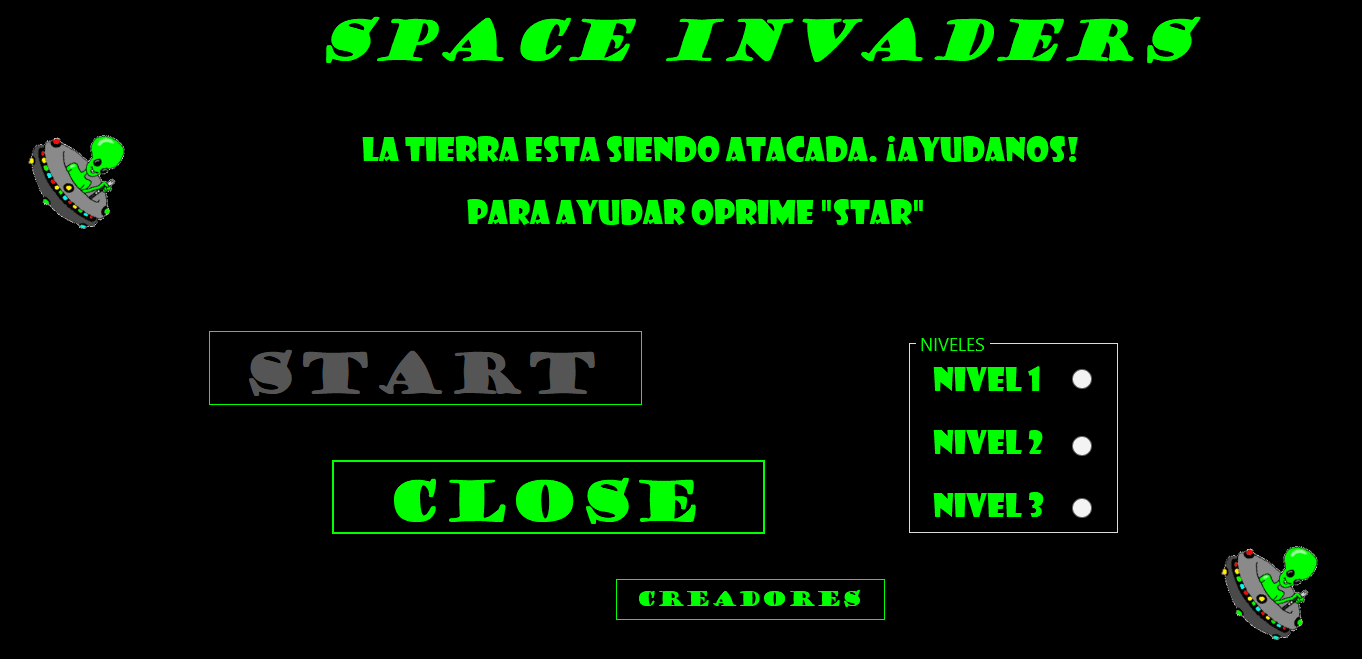 SPACE INVADERS
LA TIERRA ESTA SIENDO ATACADA. ¡AYUDANOS!
PARA AYUDAR OPRIME "STAR"
START
CLOSE
NIVELES
NIVEL 1
NIVEL 2
NIVEL 3
CREADORES